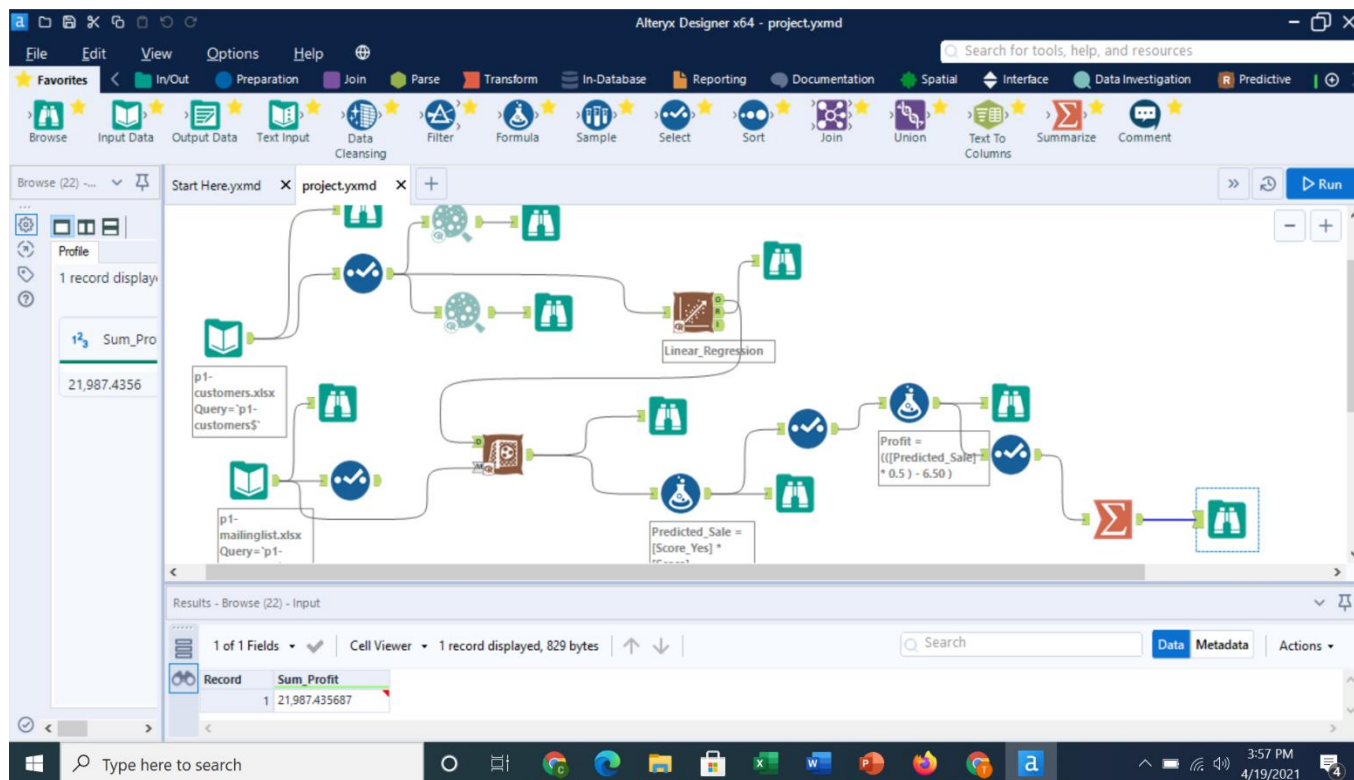 Alteryx Designer x64 - project.yxmd
File Edit View Options Help
Search for tools, help, and resources
Favorites In/Out Preparation Join Parse Transform In-Database Reporting Documentation Spatial Interface Data Investigation Predictive
Browse Input Data Output Data Text Input Data Cleansing Filter Formula Sample Select Sort Join Union Text To Columns Summarize Comment
Browse (22) -...
Start Here.yxmd X project.yxmd X
Run
Profile
1 record display
Sum_Pro
21,987.4356
Linear_Regression
p1-
customers.xlsx
Query=`p1-
customers$`
Profit =
(([Predicted_Sale]
* 0.5 ) - 6.50 )
p1-
mailinglist.xlsx
Query=`p1-
Predicted_Sale =
[Score_Yes] *
Results - Browse (22) - Input
1 of 1 Fields Cell Viewer 1 record displayed, 829 bytes
Search
Data Metadata Actions
Record Sum_Profit
1 21,987.435687
Type here to search
3:57 PM
4/19/2021
4